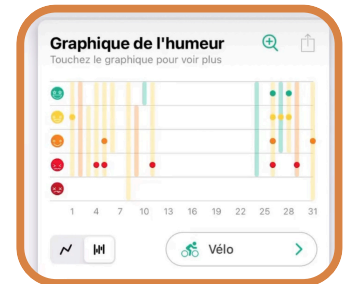 Graphique de l'humeur
Touchez le graphique pour voir plus
1 4 7 10 13 16 19 22 25 28 31
Vélo